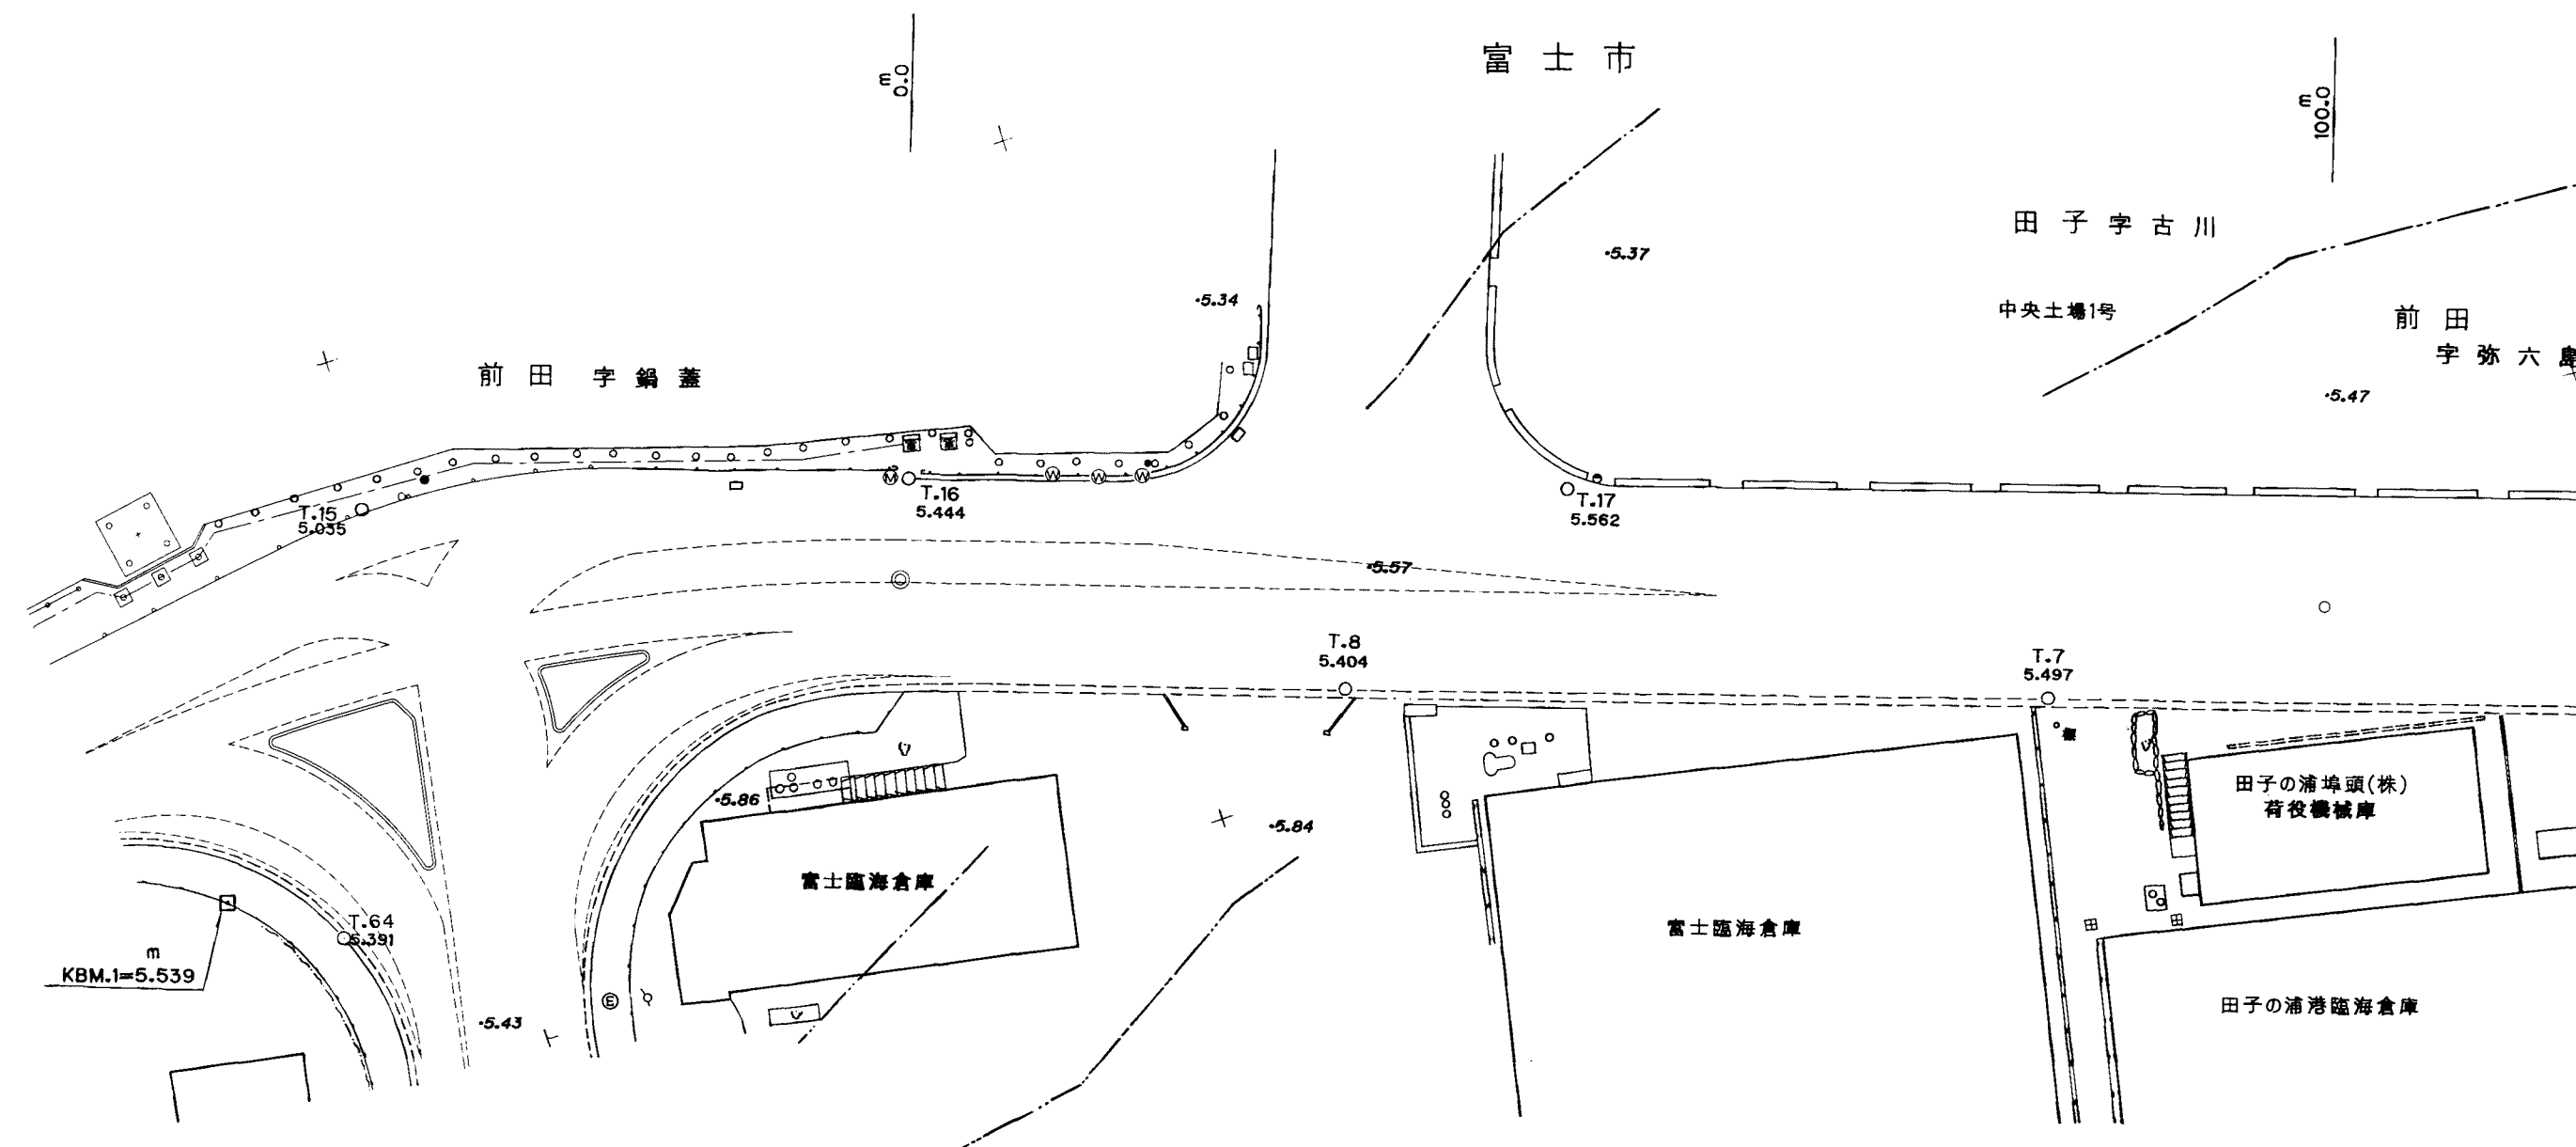 富士市
m
0.0
m
100.0
田子字古川
・5.37
・5.34
中央土場1号
前田
字弥六島
前田 字鍋蓋
・5.47
W
W
W
M
T.16
5.444
T.17
5.562
T.15
5.035
・5.57
T.8
5.404
T.7
5.497
・5.86
田子の浦埠頭(株)
荷役機械庫
・5.84
富士臨海倉庫
富士臨海倉庫
T.64
5.391
m
KBM.1=5.539
E
・5.43
田子の浦港臨海倉庫